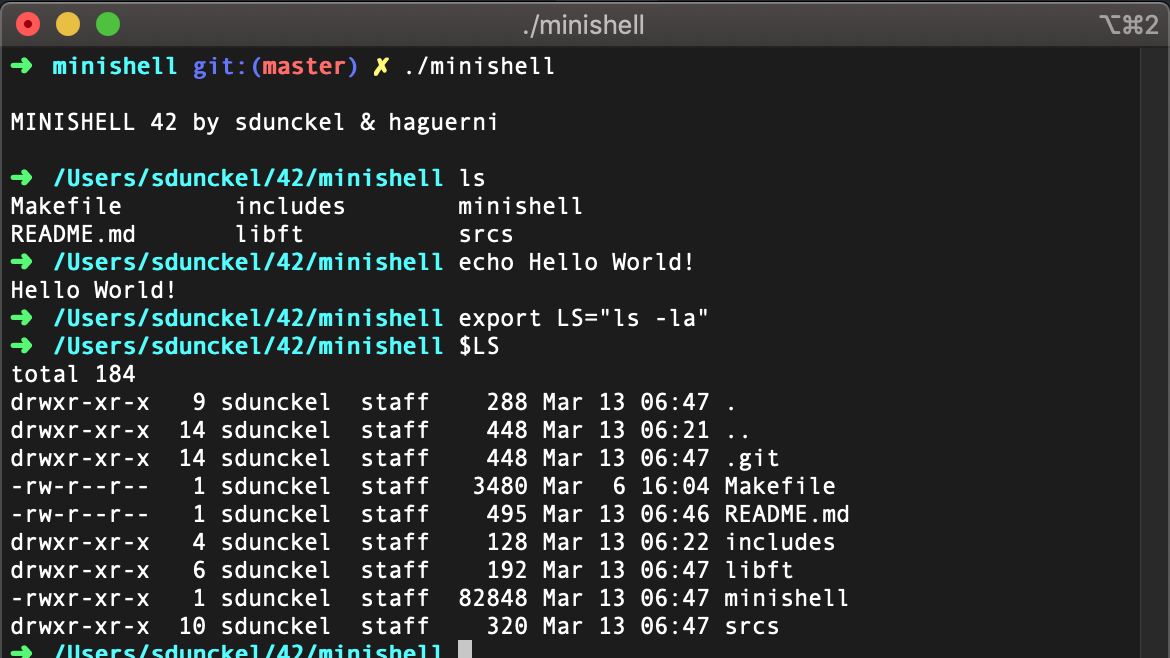 ./minishell ⌥⌘2
➜ minishell git:(master) ✗ ./minishell
MINISHELL 42 by sdunckel & haguerni
➜ /Users/sdunckel/42/minishell ls
Makefile        includes        minishell
README.md       libft           srcs
➜ /Users/sdunckel/42/minishell echo Hello World!
Hello World!
➜ /Users/sdunckel/42/minishell export LS="ls -la"
➜ /Users/sdunckel/42/minishell $LS
total 184
drwxr-xr-x   9 sdunckel  staff    288 Mar 13 06:47 .
drwxr-xr-x  14 sdunckel  staff    448 Mar 13 06:21 ..
drwxr-xr-x  14 sdunckel  staff    448 Mar 13 06:47 .git
-rw-r--r--   1 sdunckel  staff   3480 Mar  6 16:04 Makefile
-rw-r--r--   1 sdunckel  staff    495 Mar 13 06:46 README.md
drwxr-xr-x   4 sdunckel  staff    128 Mar 13 06:22 includes
drwxr-xr-x   6 sdunckel  staff    192 Mar 13 06:47 libft
-rwxr-xr-x   1 sdunckel  staff  82848 Mar 13 06:47 minishell
drwxr-xr-x  10 sdunckel  staff    320 Mar 13 06:47 srcs
➜ /Users/sdunckel/42/minishell